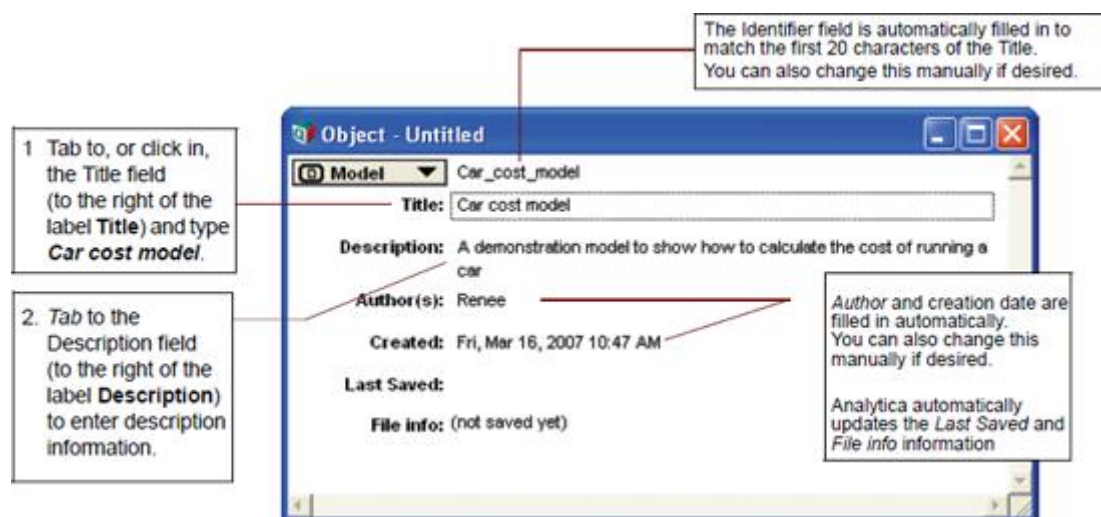 The Identifier field is automatically filled in to
match the first 20 characters of the Title.
You can also change this manually if desired.
1 Tab to, or click in,
the Title field
(to the right of the
label Title) and type
Car cost model.
2. Tab to the
Description field
(to the right of the
label Description)
to enter description
information.
Object - Untitled
Model Car_cost_model
Title: Car cost model
Description: A demonstration model to show how to calculate the cost of running a
car
Author(s): Renee
Created: Fri, Mar 16, 2007 10:47 AM
Last Saved:
File info: (not saved yet)
Author and creation date are
filled in automatically.
You can also change this
manually if desired.
Analytica automatically
updates the Last Saved and
File info information